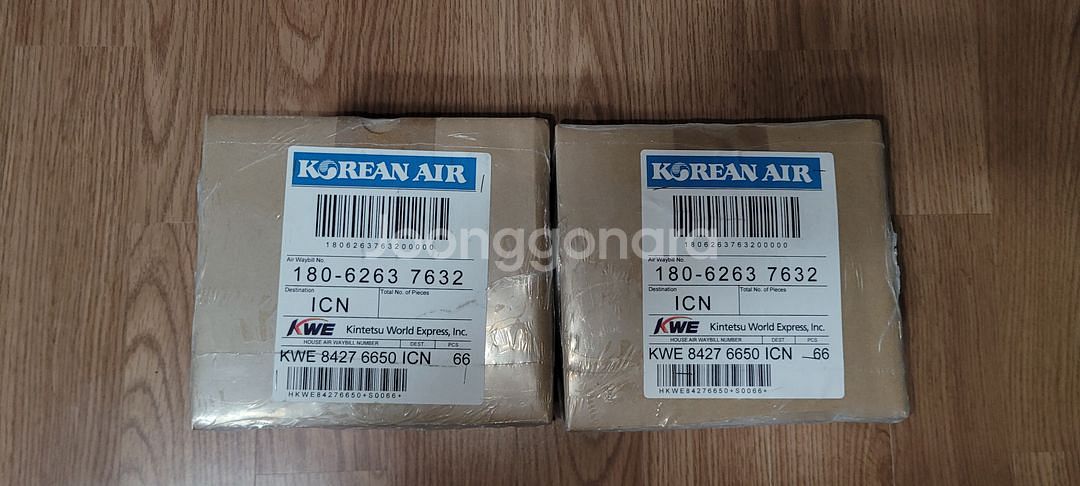 KOREAN AIR
1806263763200000
Air Waybill No.
180-6263 7632
Destination
Total No. of Pieces
ICN
KWE Kintetsu World Express, Inc.
HOUSE AIR WAYBILL NUMBER DEST. PCS
KWE 8427 6650 ICN 66
HKWE84276650+S0066+
KOREAN AIR
1806263763200000
Air Waybill No.
180-6263 7632
Destination
Total No. of Pieces
ICN
KWE Kintetsu World Express, Inc.
HOUSE AIR WAYBILL NUMBER DEST. PCS
KWE 8427 6650 ICN 66
HKWE84276650+S0066+
Joonggonara